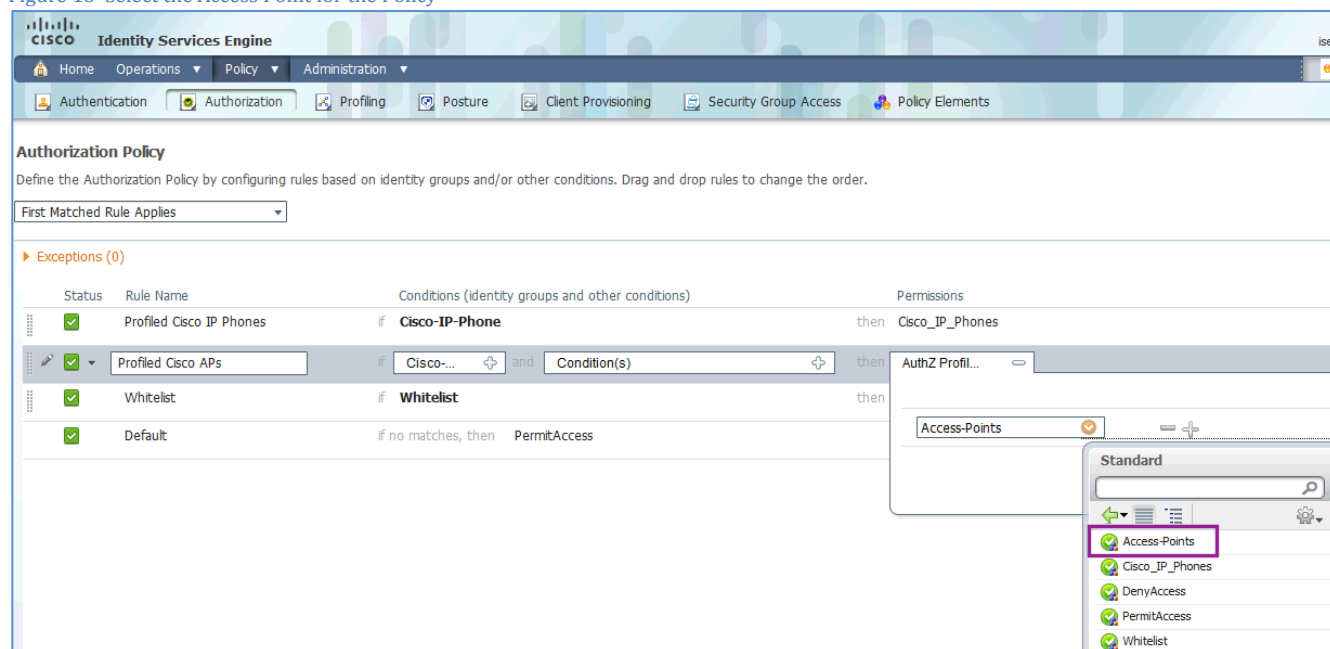 Figure 15 Select the Access Point for the Policy
CISCO Identity Services Engine
ise
Home Operations Policy Administration
Authentication Authorization Profiling Posture Client Provisioning Security Group Access Policy Elements
Authorization Policy
Define the Authorization Policy by configuring rules based on identity groups and/or other conditions. Drag and drop rules to change the order.
First Matched Rule Applies
Exceptions (0)
Status Rule Name Conditions (identity groups and other conditions) Permissions
Profiled Cisco IP Phones if Cisco-IP-Phone then Cisco_IP_Phones
Profiled Cisco APs if Cisco-... and Condition(s) then AuthZ Profil...
Whitelist if Whitelist then
Default if no matches, then PermitAccess
Access-Points
Standard
Access-Points
Cisco_IP_Phones
DenyAccess
PermitAccess
Whitelist